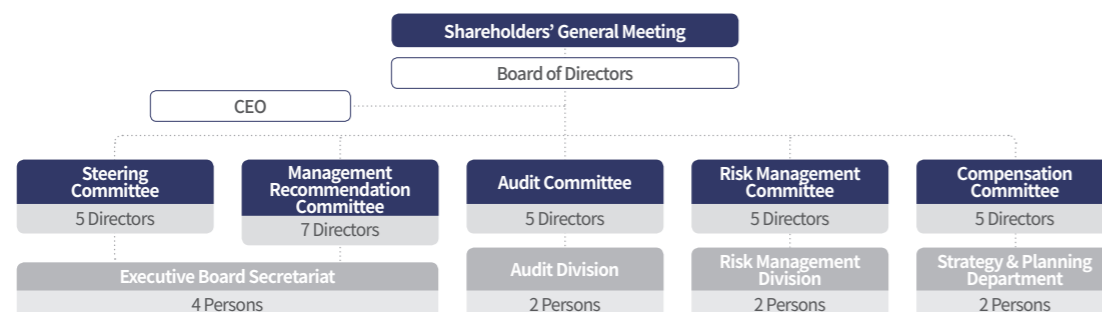 Shareholders’ General Meeting
Board of Directors
CEO
Steering
Committee
5 Directors
Management
Recommendation
Committee
7 Directors
Audit Committee
5 Directors
Risk Management
Committee
5 Directors
Compensation
Committee
5 Directors
Executive Board Secretariat
4 Persons
Audit Division
2 Persons
Risk Management
Division
2 Persons
Strategy & Planning
Department
2 Persons